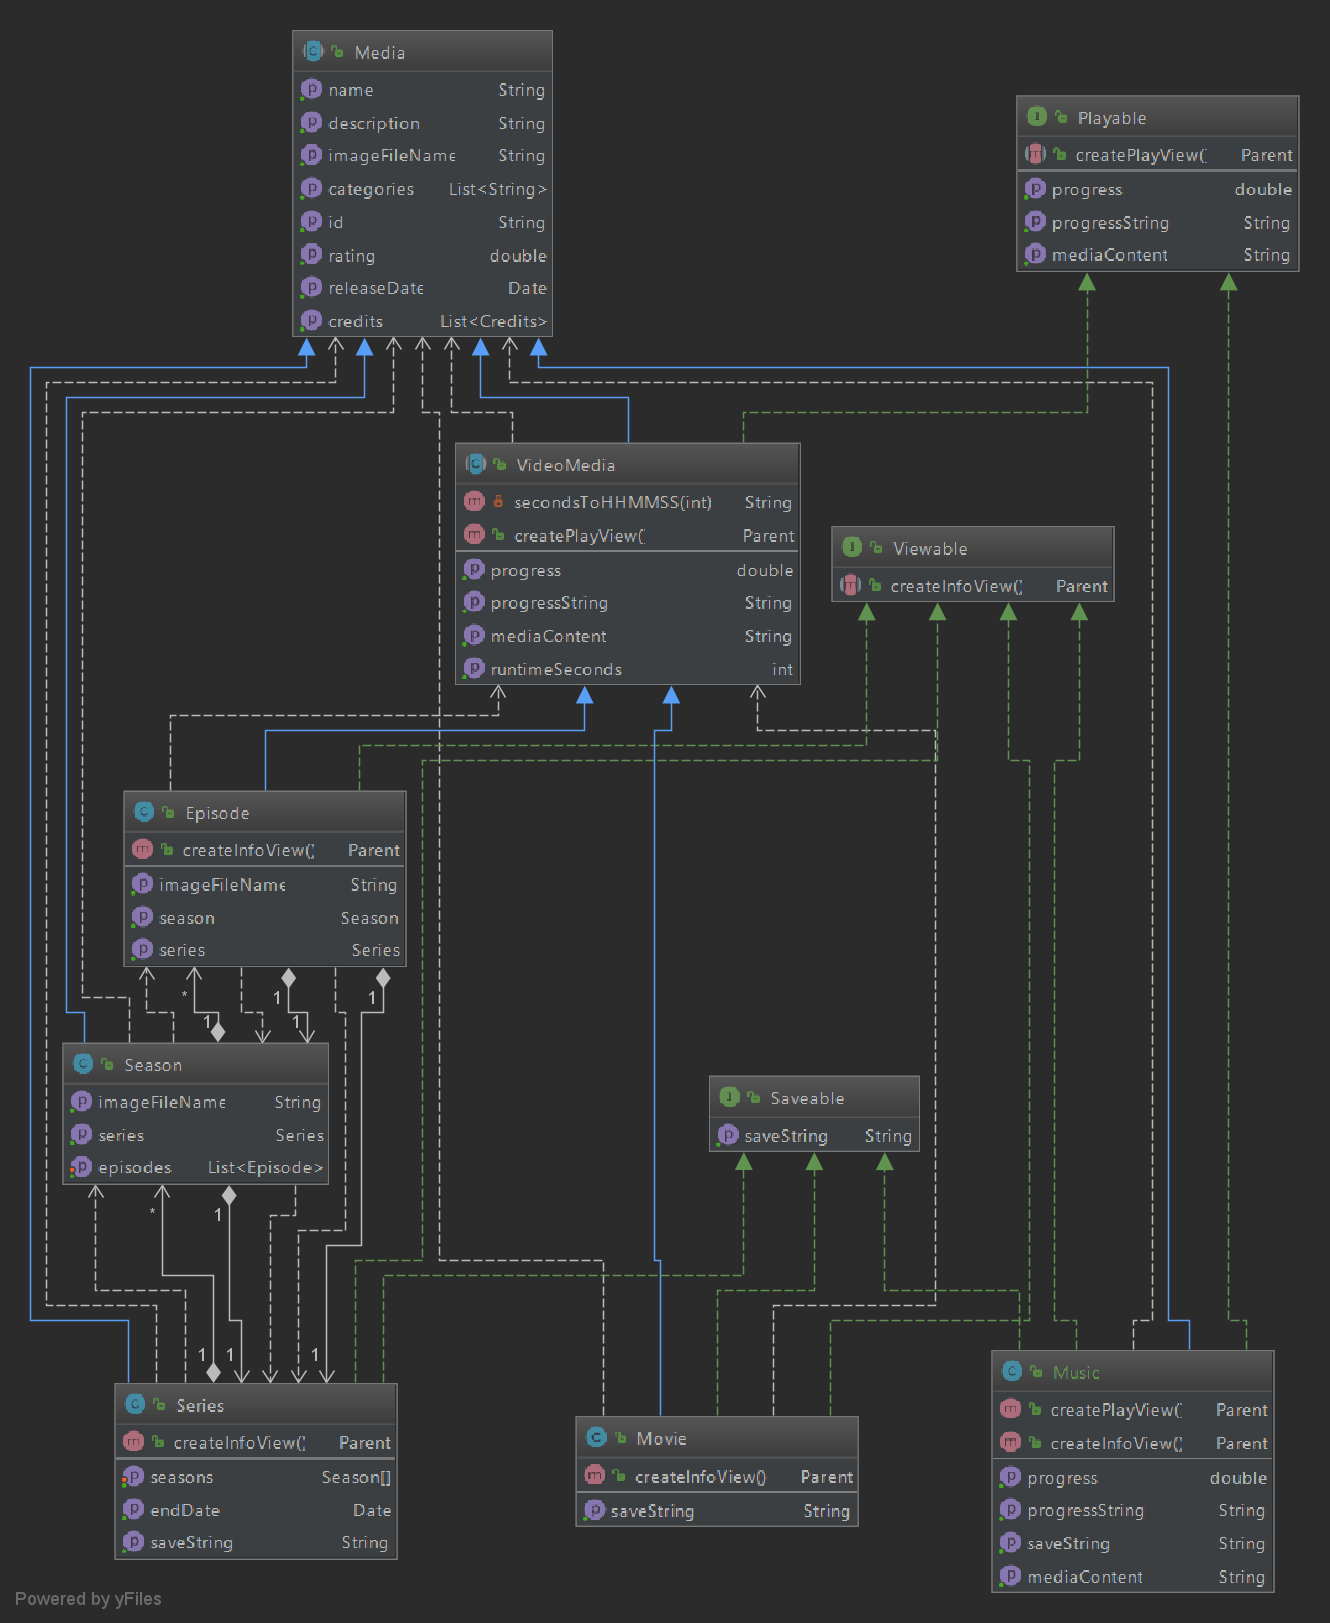 Media
name String
description String
imageFileName String
categories List<String>
id String
rating double
releaseDate Date
credits List<Credits>
Playable
createPlayView() Parent
progress double
progressString String
mediaContent String
VideoMedia
secondsToHHMMSS(int) String
createPlayView() Parent
progress double
progressString String
mediaContent String
runtimeSeconds int
Viewable
createInfoView() Parent
Episode
createInfoView() Parent
imageFileName String
season Season
series Series
* 1 1
1 1
Season
imageFileName String
series Series
episodes List<Episode>
* 1
1 1 1
Saveable
saveString String
Series
createInfoView() Parent
seasons Season[]
endDate Date
saveString String
Movie
createInfoView() Parent
saveString String
Music
createPlayView() Parent
createInfoView() Parent
progress double
progressString String
saveString String
mediaContent String
Powered by yFiles